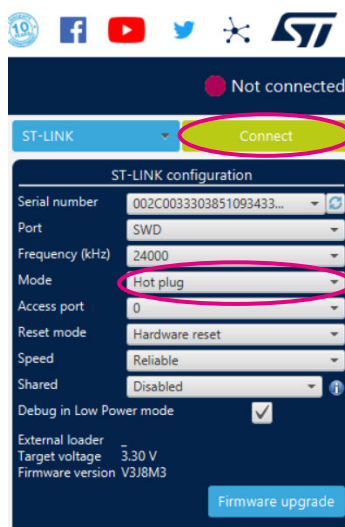 10
ST
Not connected
ST-LINK Connect
ST-LINK configuration
Serial number 002C0033303851093433...
Port SWD
Frequency (kHz) 24000
Mode Hot plug
Access port 0
Reset mode Hardware reset
Speed Reliable
Shared Disabled
Debug in Low Power mode
External loader _
Target voltage 3.30 V
Firmware version V3J8M3
Firmware upgrade